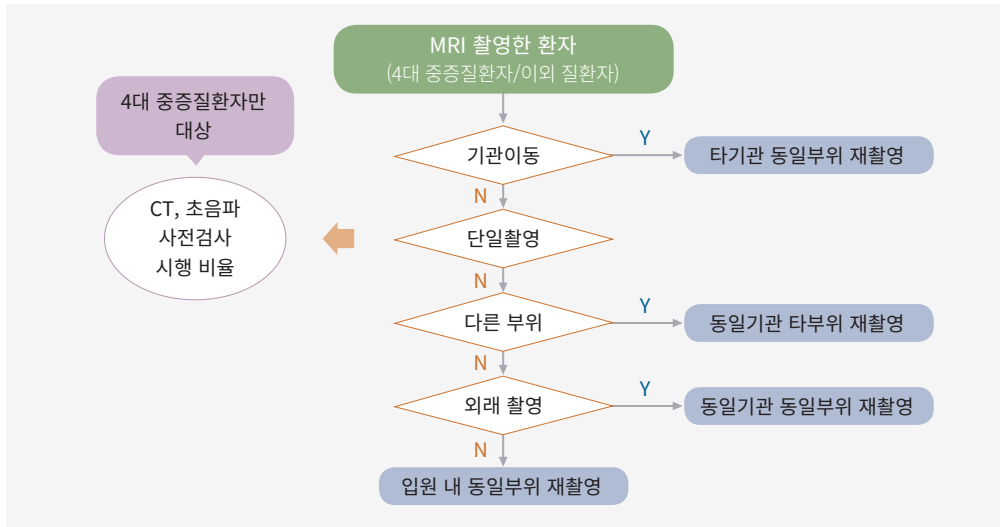 MRI 촬영한 환자
(4대 중증질환자/이외 질환자)
4대 중증질환자만
대상
기관이동
Y
타기관 동일부위 재촬영
N
CT, 초음파
사전검사
시행 비율
단일촬영
N
다른 부위
Y
동일기관 타부위 재촬영
N
외래 촬영
Y
동일기관 동일부위 재촬영
N
입원 내 동일부위 재촬영